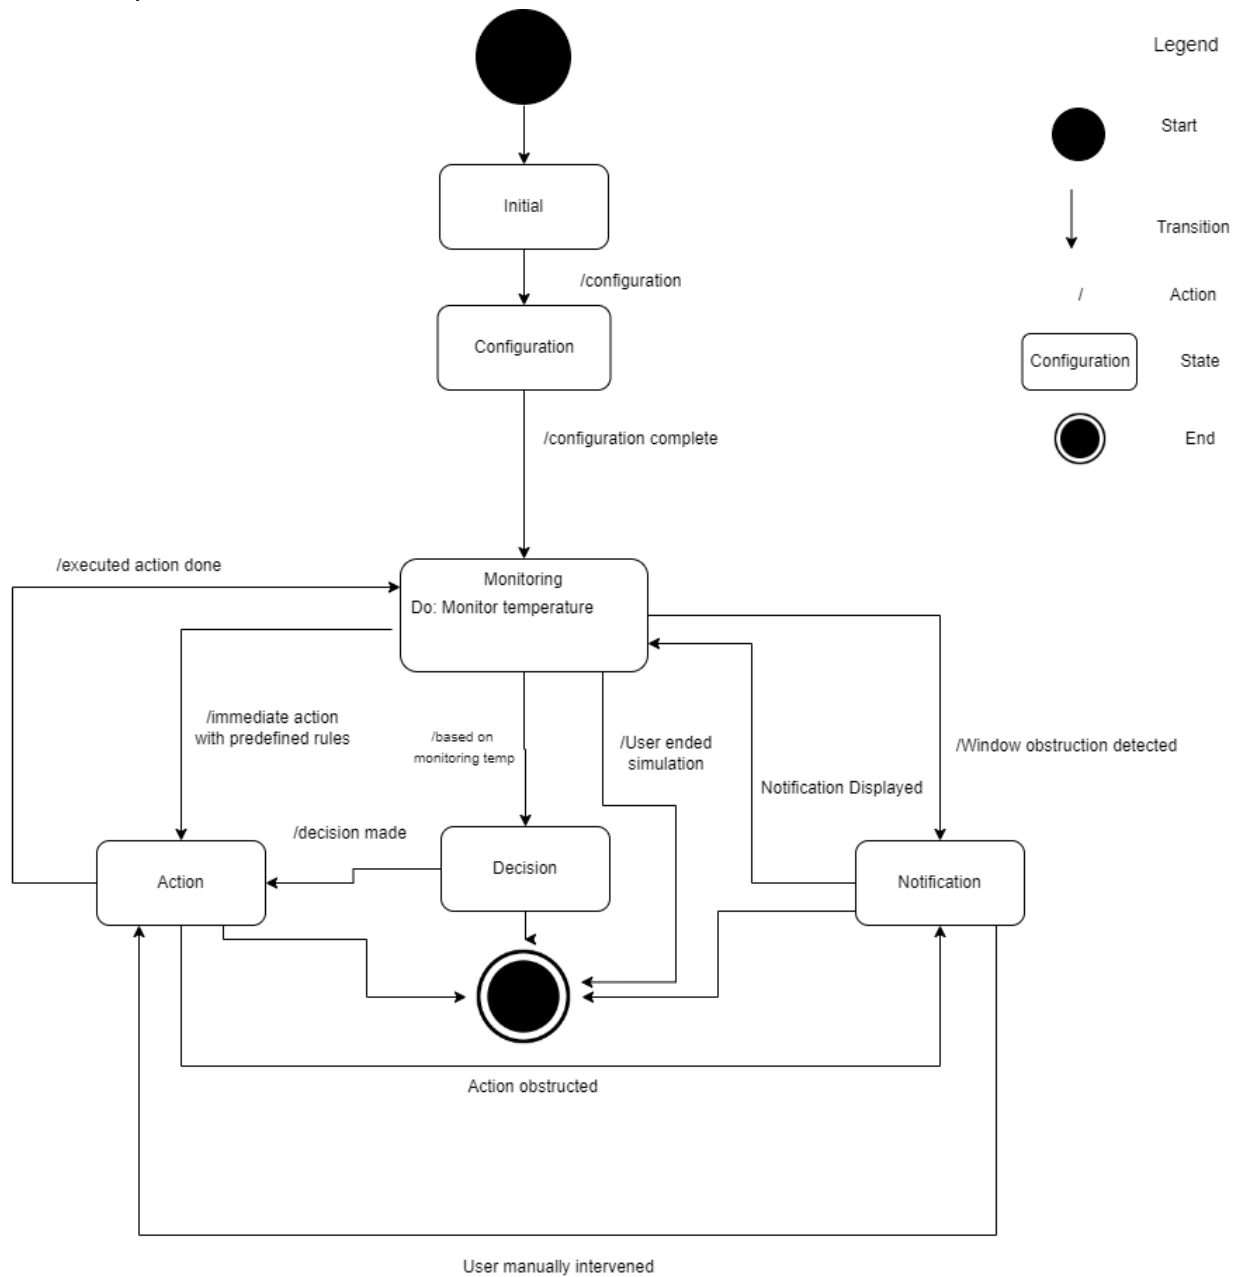 Legend
Start
Initial
Transition
/configuration
/
Action
Configuration
Configuration
State
/configuration complete
End
/executed action done
Monitoring
Do: Monitor temperature
/immediate action
with predefined rules
/based on
monitoring temp
/User ended
simulation
/Window obstruction detected
Notification Displayed
/decision made
Action
Decision
Notification
Action obstructed
User manually intervened